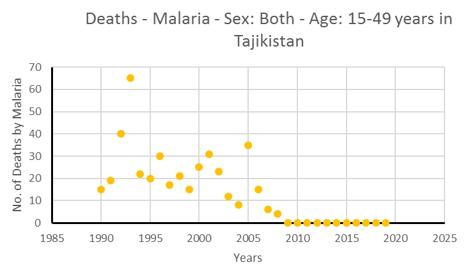 Deaths - Malaria - Sex: Both - Age: 15-49 years in
Tajikistan
No. of Deaths by Malaria
70
60
50
40
30
20
10
0
1985 1990 1995 2000 2005 2010 2015 2020 2025
Years